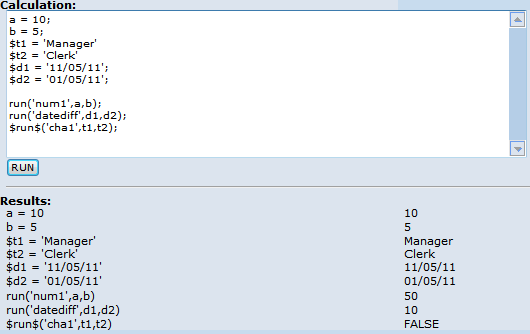 Calculation:
a = 10;
b = 5;
$t1 = 'Manager'
$t2 = 'Clerk'
$d1 = '11/05/11';
$d2 = '01/05/11';
run('num1',a,b);
run('datediff',d1,d2);
$run$('cha1',t1,t2);
RUN
Results:
a = 10 10
b = 5 5
$t1 = 'Manager' Manager
$t2 = 'Clerk' Clerk
$d1 = '11/05/11' 11/05/11
$d2 = '01/05/11' 01/05/11
run('num1',a,b) 50
run('datediff',d1,d2) 10
$run$('cha1',t1,t2) FALSE